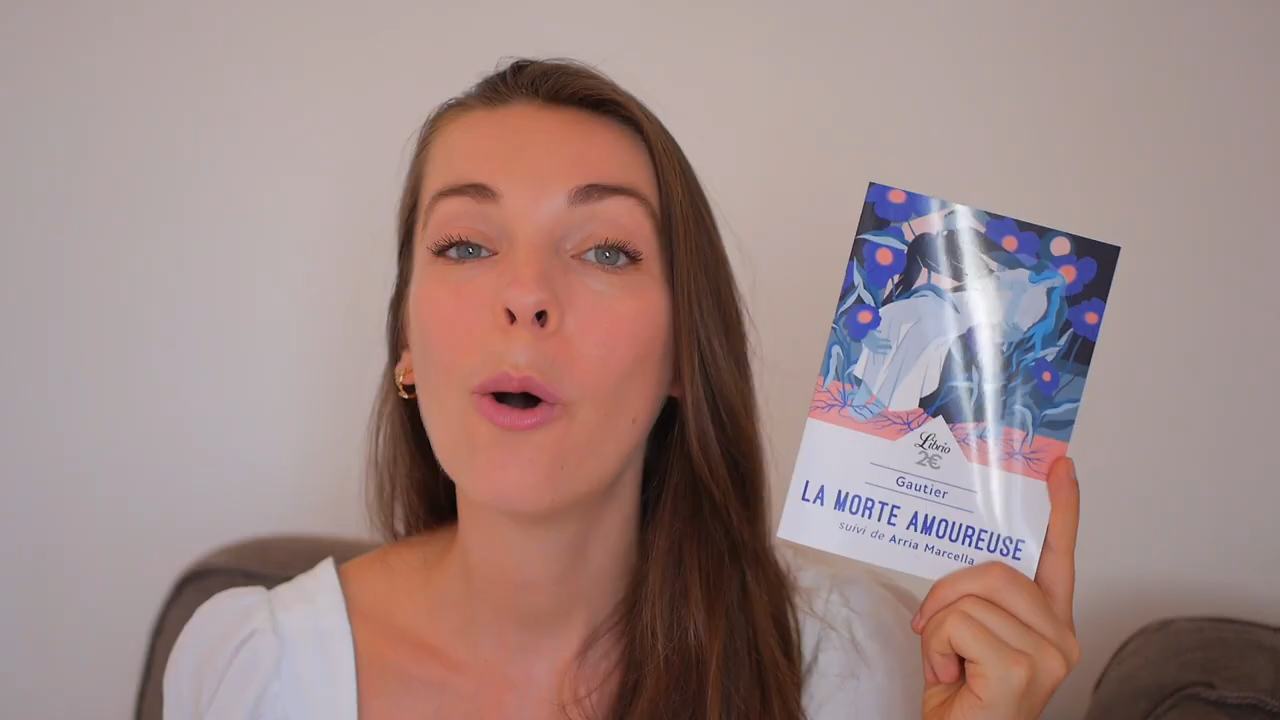 Librio
2€
Gautier
LA MORTE AMOUREUSE
suivi de Arria Marcella